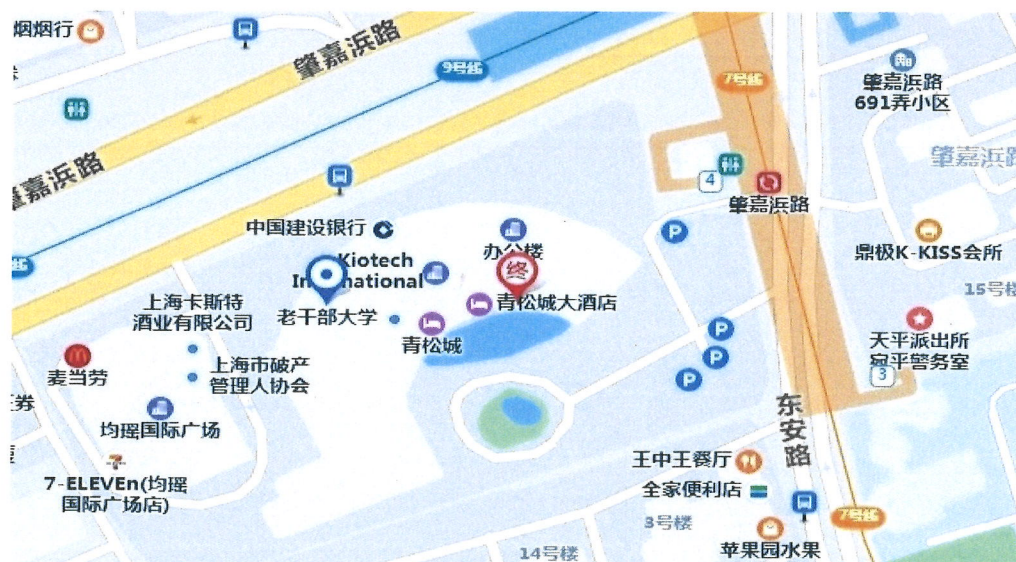 烟烟行
肇嘉浜路
9号线
7号线
肇嘉浜路
691弄小区
肇嘉浜路
肇嘉浜路
4
肇嘉浜路
中国建设银行
办公楼
P
鼎极K-KISS会所
Kiotech
International
终
15号楼
上海卡斯特
酒业有限公司
老干部大学
青松城大酒店
青松城
P
P
P
天平派出所
宛平警务室
3
麦当劳
上海市破产
管理人协会
证券
均瑶国际广场
东安路
7-ELEVEn(均瑶
国际广场店)
王中王餐厅
全家便利店
3号楼
7号线
14号楼
苹果园水果